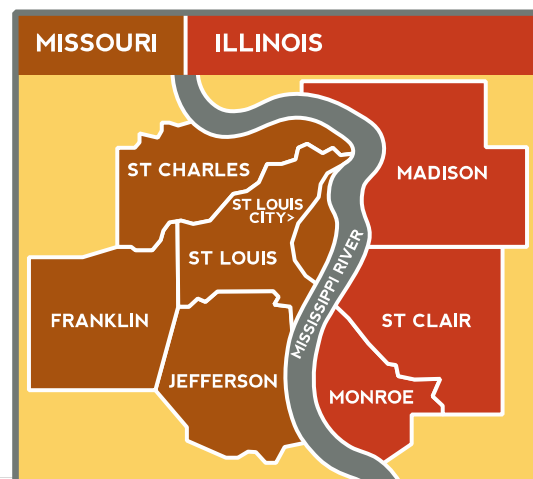 MISSOURI
ILLINOIS
ST CHARLES
MADISON
ST LOUIS
CITY>
ST LOUIS
MISSISSIPPI RIVER
FRANKLIN
ST CLAIR
JEFFERSON
MONROE